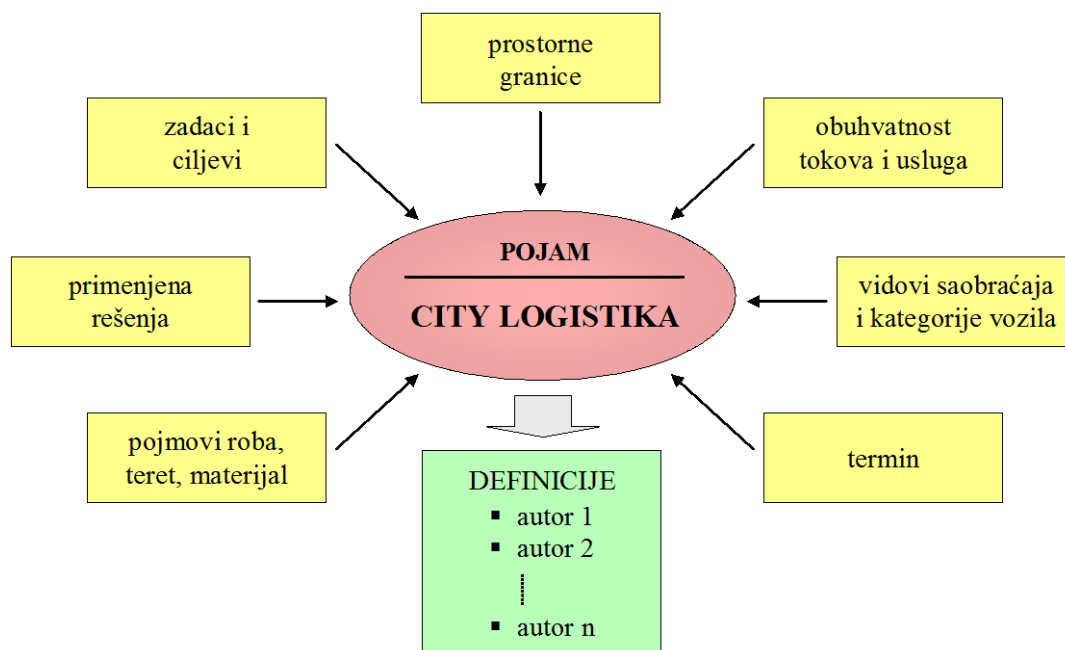 prostorne
granice
zadaci i
ciljevi
obuhvatnost
tokova i usluga
POJAM
CITY LOGISTIKA
primenjena
rešenja
vidovi saobraćaja
i kategorije vozila
pojmovi roba,
teret, materijal
termin
DEFINICIJE
▪ autor 1
▪ autor 2
▪ autor n